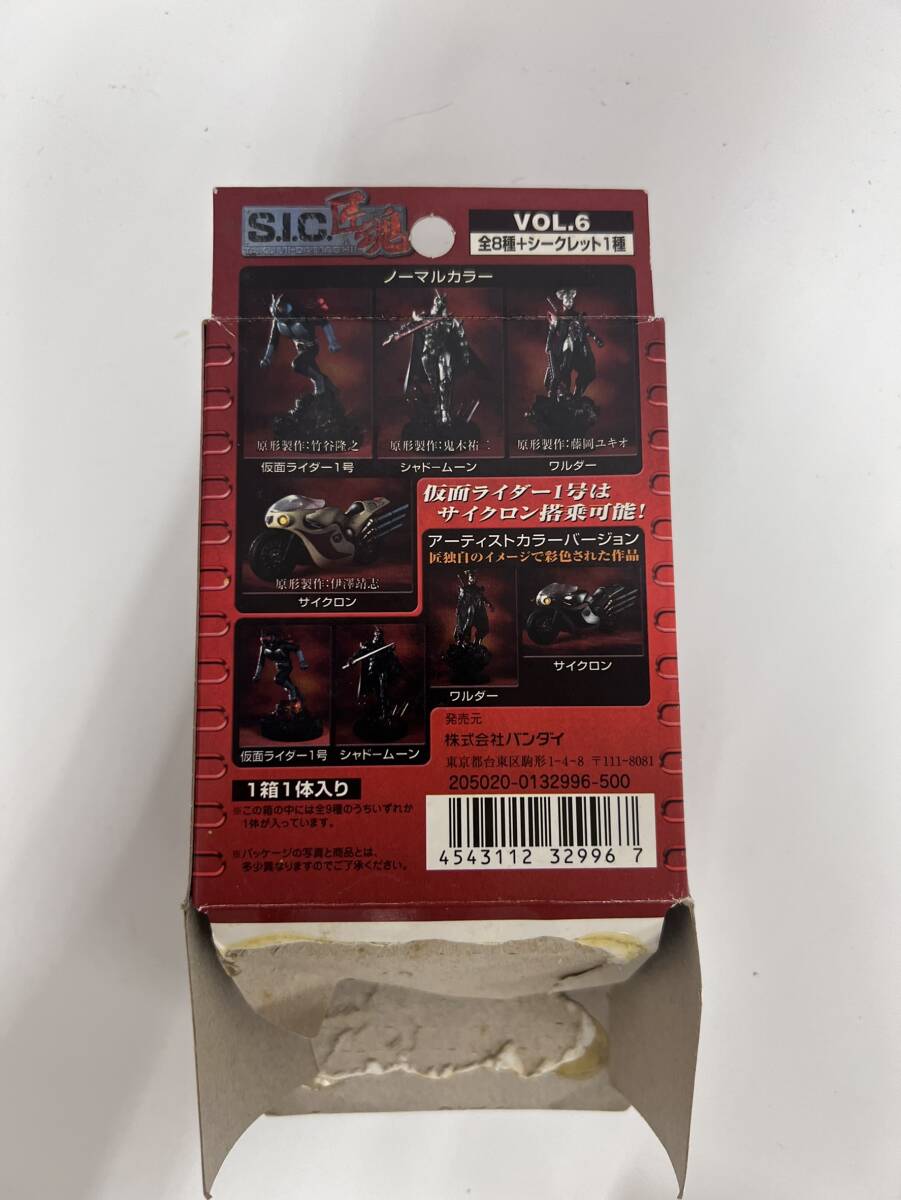 S.I.C.匠魂
VOL.6
全8種+シークレット1種
ノーマルカラー
原形製作:竹谷隆之
原形製作:鬼木祐二
原形製作:藤岡ユキオ
仮面ライダー1号
シャドームーン
ワルダー
仮面ライダー1号は
サイクロン搭乗可能!
原形製作:伊澤靖志
サイクロン
アーティストカラーバージョン
匠独自のイメージで彩色された作品
仮面ライダー1号
シャドームーン
ワルダー
サイクロン
発売元
株式会社バンダイ
東京都台東区駒形1-4-8 〒111-8081
205020-0132996-500
1箱1体入り
※この箱の中には全9種のうちいずれか
1体が入っています。
※パッケージの写真と商品とは、
多少異なりますのでご了承ください。
4543112 329967